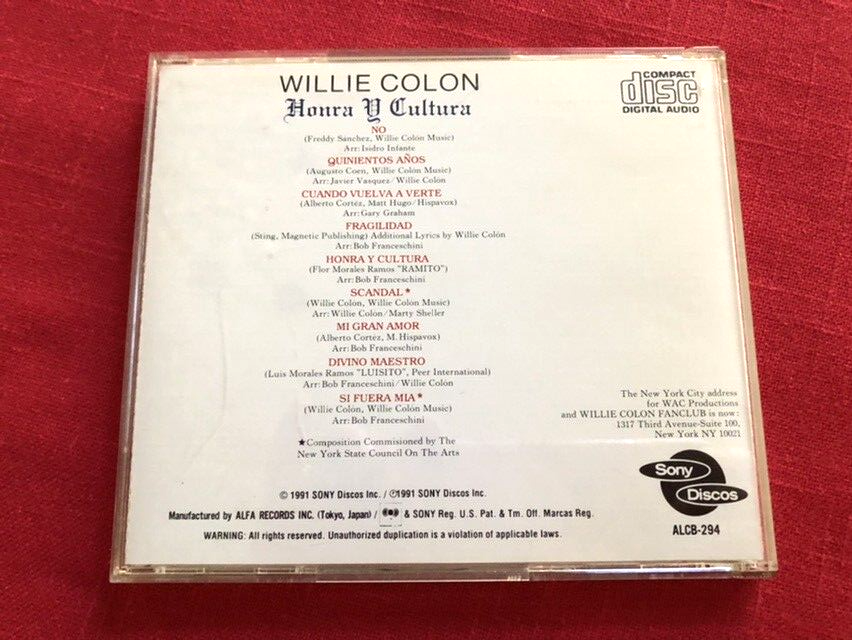 WILLIE COLON
Honra Y Cultura
COMPACT
disc
DIGITAL AUDIO
NO
(Freddy Sánchez, Willie Colón Music)
Arr: Isidro Infante
QUINIENTOS AÑOS
(Augusto Coen, Willie Colón Music)
Arr: Javier Vasquez/Willie Colón
CUANDO VUELVA A VERTE
(Alberto Cortéz, Matt Hugo/Hispavox)
Arr: Gary Graham
FRAGILIDAD
(Sting, Magnetic Publishing) Additional Lyrics by Willie Colón
Arr: Bob Franceschini
HONRA Y CULTURA
(Flor Morales Ramos "RAMITO")
Arr: Bob Franceschini
SCANDAL★
(Willie Colón, Willie Colón Music)
Arr: Willie Colón/Marty Sheller
MI GRAN AMOR
(Alberto Cortéz, M. Hispavox)
Arr: Bob Franceschini
DIVINO MAESTRO
(Luis Morales Ramos "LUISITO", Peer International)
Arr: Bob Franceschini/Willie Colón
SI FUERA MIA★
(Willie Colón, Willie Colón Music)
Arr: Bob Franceschini
★Composition Commisioned by The
New York State Council On The Arts
The New York City address
for WAC Productions
and WILLIE COLON FANCLUB is now:
1317 Third Avenue-Suite 100,
New York NY 10021
Sony
Discos
ALCB-294
© 1991 SONY Discos Inc. / ℗1991 SONY Discos Inc.
Manufactured by ALFA RECORDS INC. (Tokyo, Japan) / & SONY Reg. U.S. Pat. & Tm. Off. Marcas Reg.
WARNING: All rights reserved. Unauthorized duplication is a violation of applicable laws.